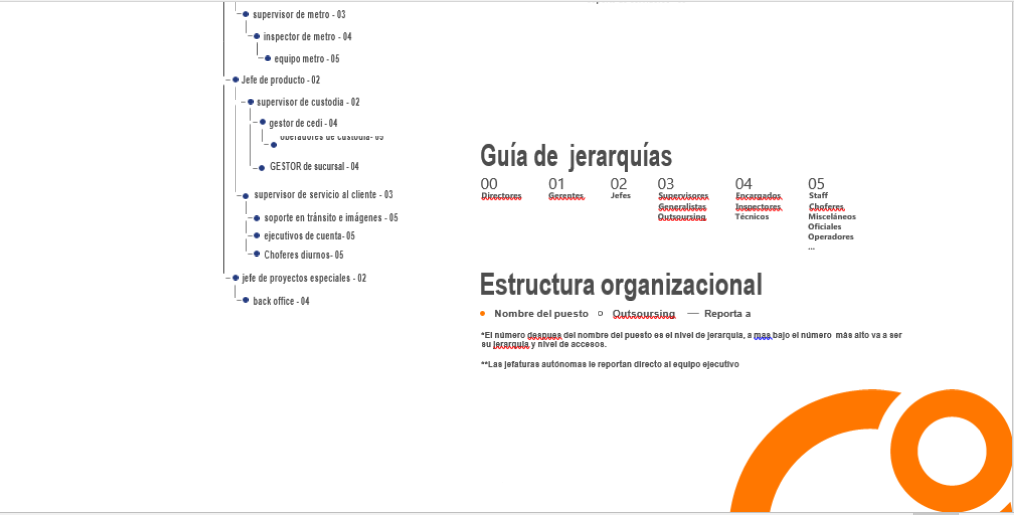 supervisor de metro - 03
inspector de metro - 04
equipo metro - 05
Jefe de producto - 02
supervisor de custodia - 02
gestor de cedi - 04
operadores de custodia- 05
GESTOR de sucursal - 04
supervisor de servicio al cliente - 03
soporte en tránsito e imágenes - 05
ejecutivos de cuenta- 05
Choferes diurnos- 05
jefe de proyectos especiales - 02
back office - 04
Guía de jerarquías
00 01 02 03 04 05
Directores Gerentes Jefes Supervisores Encargados Staff
Generalistas Inspectores Choferes
Outsoursing Técnicos Misceláneos
Oficiales
Operadores
...
Estructura organizacional
Nombre del puesto Outsoursing Reporta a
*El número despues del nombre del puesto es el nivel de jerarquia, a mas bajo el número más alto va a ser
su jerarquia y nivel de accesos.
**Las jefaturas autónomas le reportan directo al equipo ejecutivo